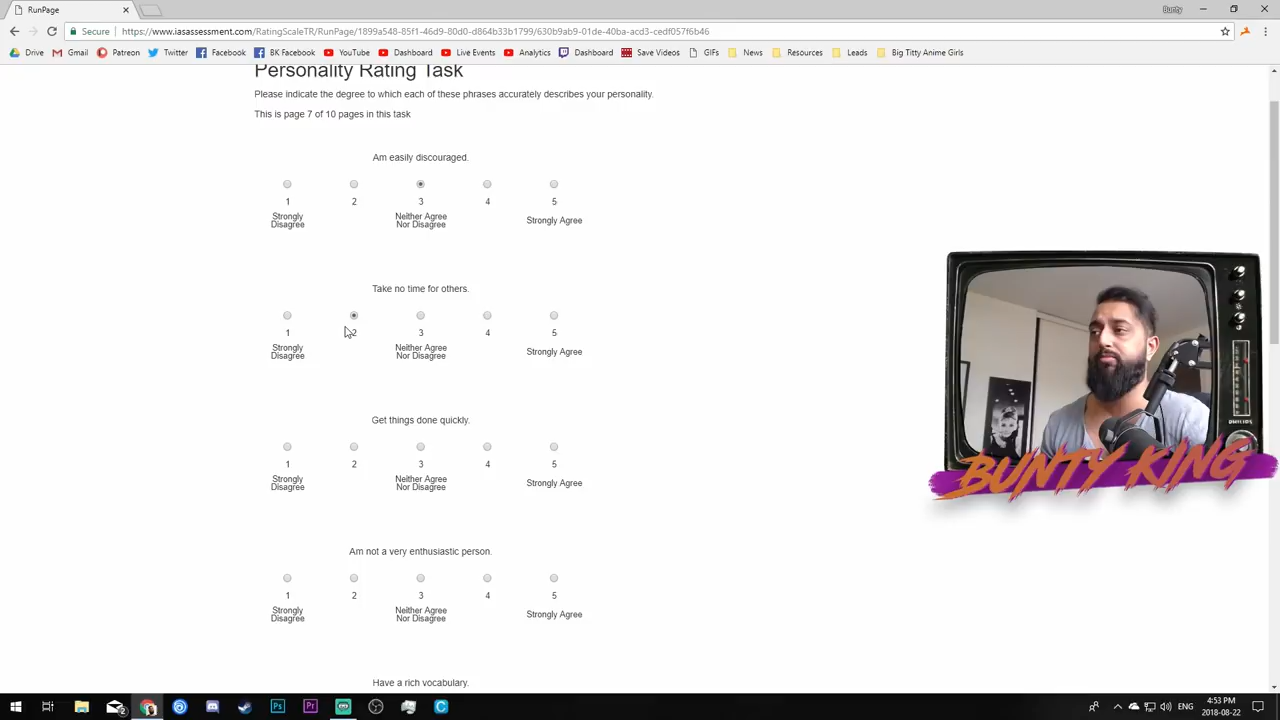 RunPage
Bunty
Secure
https://www.iasassessment.com/RatingScaleTR/RunPage/1899a548-85f1-46d9-80d0-d864b33b1799/630b9ab9-01de-40ba-acd3-cedf057f6b46
Drive Gmail Patreon Twitter Facebook BK Facebook YouTube Dashboard Live Events Analytics Dashboard Save Videos GIFs News Resources Leads Big Titty Anime Girls
Personality Rating Task
Please indicate the degree to which each of these phrases accurately describes your personality.
This is page 7 of 10 pages in this task
Am easily discouraged.
1 2 3 4 5
Strongly Disagree Neither Agree Nor Disagree Strongly Agree
Take no time for others.
1 2 3 4 5
Strongly Disagree Neither Agree Nor Disagree Strongly Agree
Get things done quickly.
1 2 3 4 5
Strongly Disagree Neither Agree Nor Disagree Strongly Agree
Am not a very enthusiastic person.
1 2 3 4 5
Strongly Disagree Neither Agree Nor Disagree Strongly Agree
Have a rich vocabulary.
PHILIPS
BUNTY KING
ENG
4:53 PM
2018-08-22